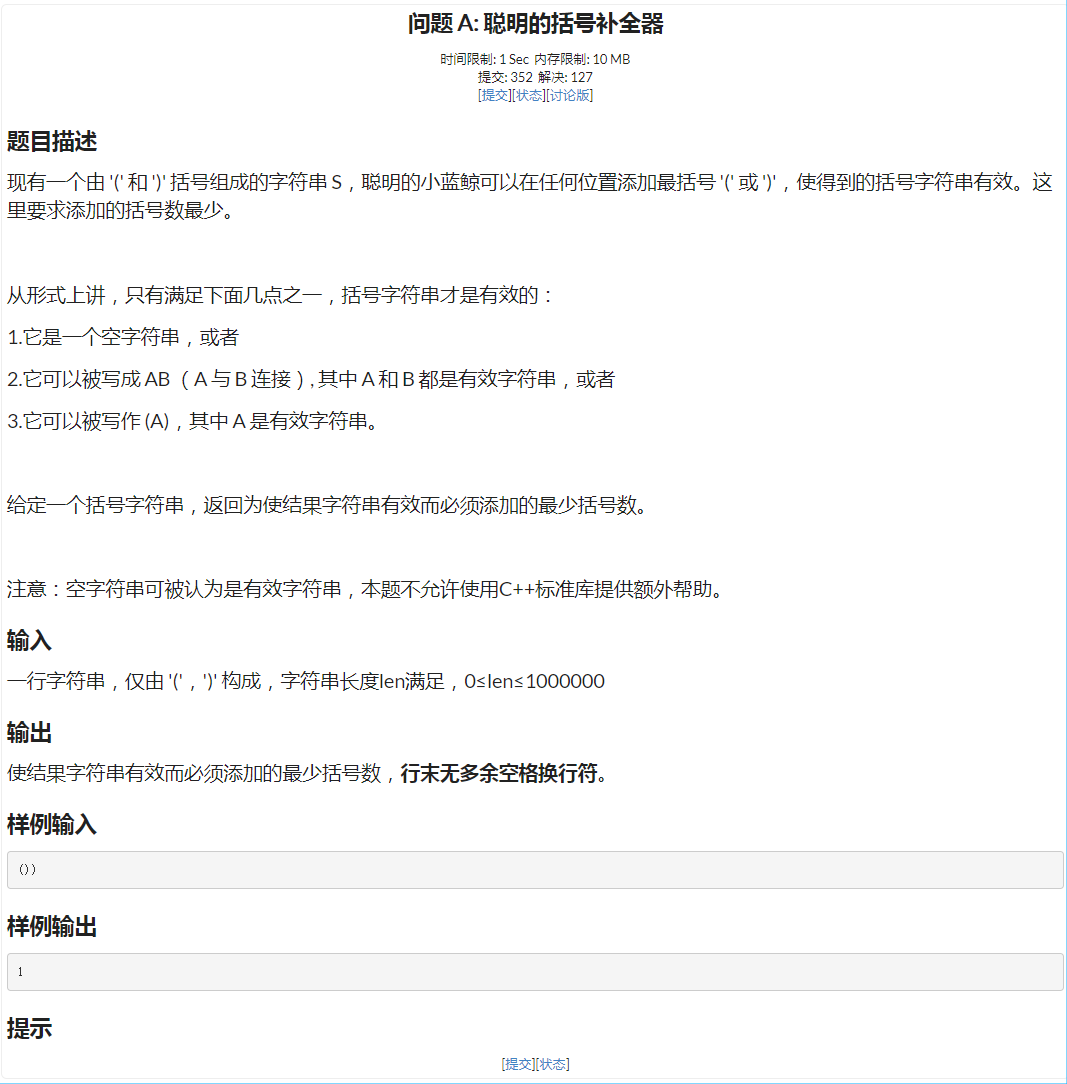 问题 A: 聪明的括号补全器
时间限制: 1 Sec 内存限制: 10 MB
提交: 352 解决: 127
[提交][状态][讨论版]
题目描述
现有一个由 '(' 和 ')' 括号组成的字符串 S，聪明的小蓝鲸可以在任何位置添加最括号 '(' 或 ')'，使得到的括号字符串有效。这
里要求添加的括号数最少。
从形式上讲，只有满足下面几点之一，括号字符串才是有效的：
1.它是一个空字符串，或者
2.它可以被写成 AB （ A 与 B 连接 ）, 其中 A 和 B 都是有效字符串，或者
3.它可以被写作 (A)，其中 A 是有效字符串。
给定一个括号字符串，返回为使结果字符串有效而必须添加的最少括号数。
注意：空字符串可被认为是有效字符串，本题不允许使用C++标准库提供额外帮助。
输入
一行字符串，仅由 '(' , ')' 构成，字符串长度len满足，0≤len≤1000000
输出
使结果字符串有效而必须添加的最少括号数，行末无多余空格换行符。
样例输入
())
样例输出
1
提示
[提交][状态]